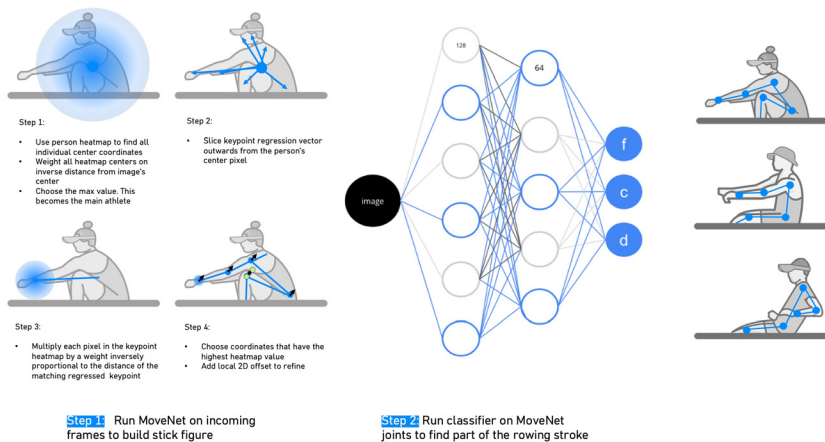 Step 1:
• Use person heatmap to find all
individual center coordinates
• Weight all heatmap centers on
inverse distance from image's
center
• Choose the max value. This
becomes the main athlete
Step 2:
• Slice keypoint regression vector
outwards from the person's
center pixel
Step 3:
• Multiply each pixel in the keypoint
heatmap by a weight inversely
proportional to the distance of the
matching regressed keypoint
Step 4:
• Choose coordinates that have the
highest heatmap value
• Add local 2D offset to refine
Step 1: Run MoveNet on incoming
frames to build stick figure
image
128
64
f
c
d
Step 2: Run classifier on MoveNet
joints to find part of the rowing stroke